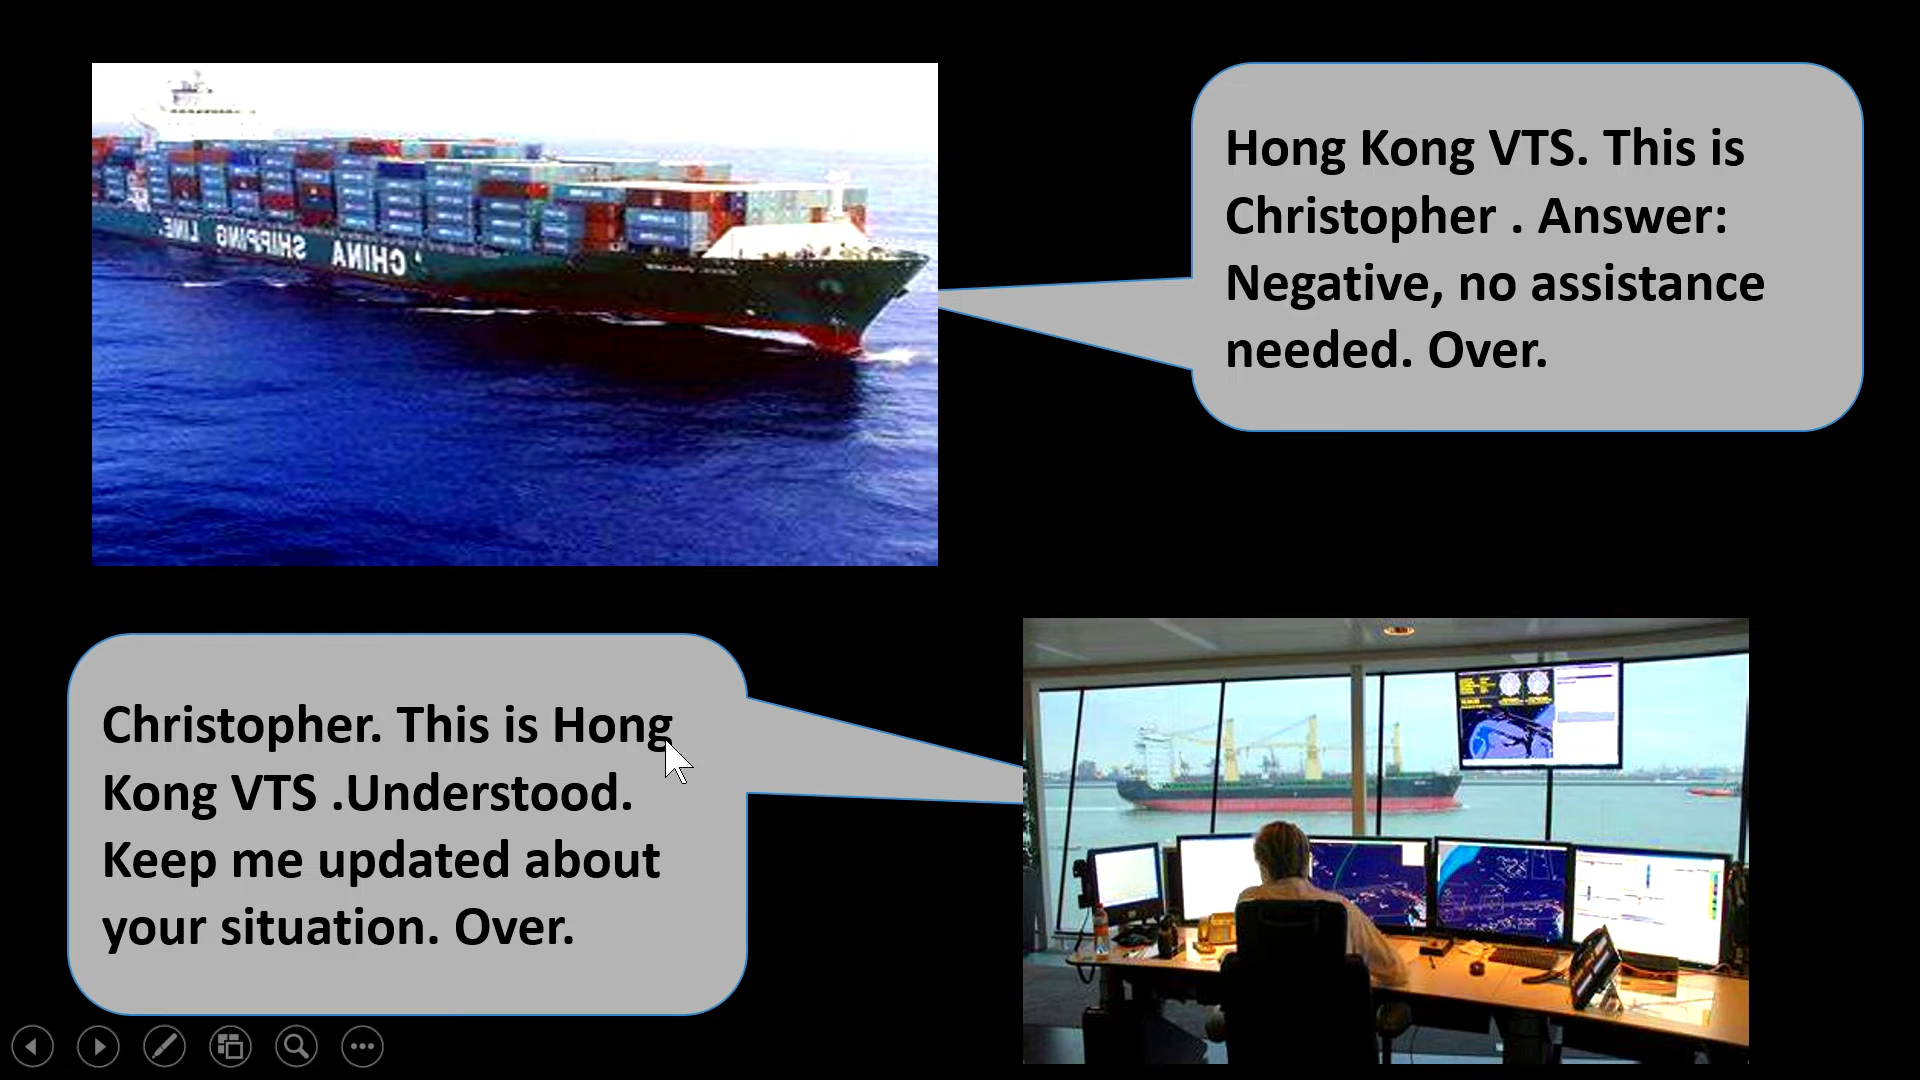 Hong Kong VTS. This is
Christopher . Answer:
Negative, no assistance
needed. Over.
CHINA SHIPPING LINE
Christopher. This is Hong
Kong VTS .Understood.
Keep me updated about
your situation. Over.